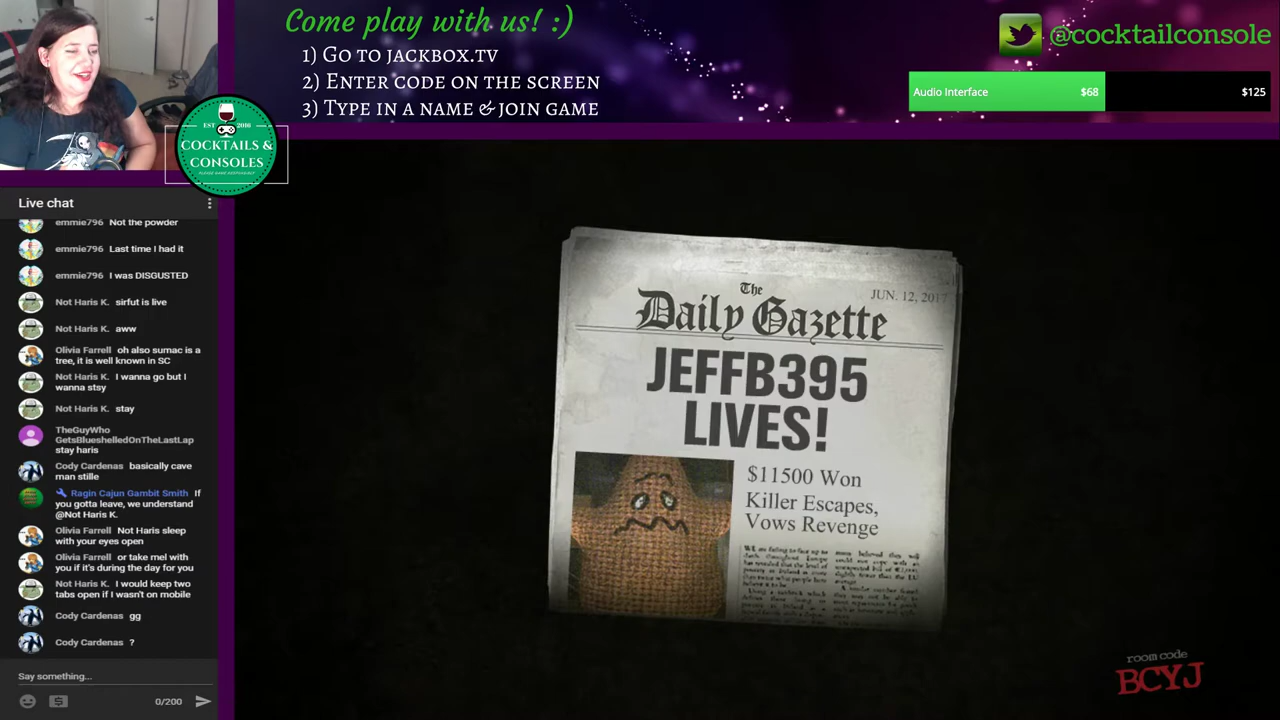 Come play with us! :)
1) Go to jackbox.tv
2) Enter code on the screen
3) Type in a name & join game
@cocktailconsole
Audio Interface $68 $125
EST 2010
COCKTAILS &
CONSOLES
PLEASE GAME RESPONSIBLY
Live chat
emmie796 Not the powder
emmie796 Last time I had it
emmie796 I was DISGUSTED
Not Haris K. sirfut is live
Not Haris K. aww
Olivia Farrell oh also sumac is a
tree, it is well known in SC
Not Haris K. I wanna go but I
wanna stsy
Not Haris K. stay
TheGuyWho
GetsBlueshelledOnTheLastLap
stay haris
Cody Cardenas basically cave
man stille
Ragin Cajun Gambit Smith If
you gotta leave, we understand
@Not Haris K.
Olivia Farrell Not Haris sleep
with your eyes open
Olivia Farrell or take mel with
you if it's during the day for you
Not Haris K. I would keep two
tabs open if I wasn't on mobile
Cody Cardenas gg
Cody Cardenas ?
Say something...
0/200
The
JUN. 12, 2017
Daily Gazette
JEFFB395
LIVES!
$11500 Won
Killer Escapes,
Vows Revenge
room code
BCYJ